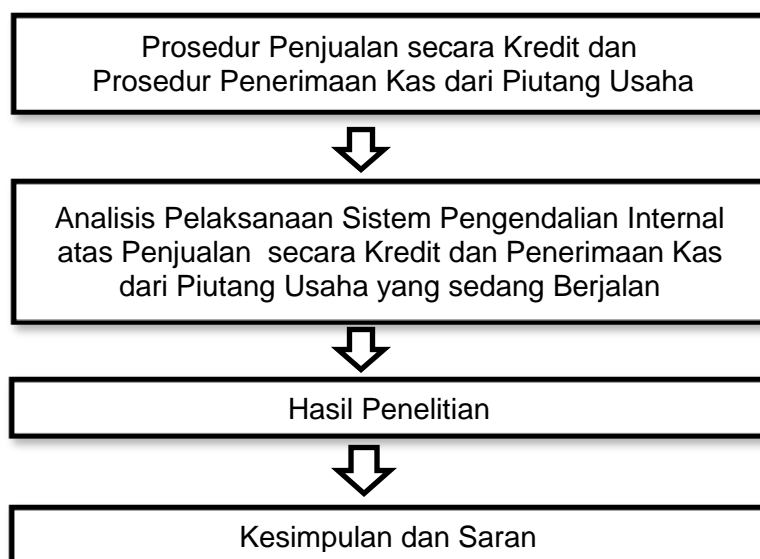 Prosedur Penjualan secara Kredit dan
Prosedur Penerimaan Kas dari Piutang Usaha
Analisis Pelaksanaan Sistem Pengendalian Internal
atas Penjualan secara Kredit dan Penerimaan Kas
dari Piutang Usaha yang sedang Berjalan
Hasil Penelitian
Kesimpulan dan Saran